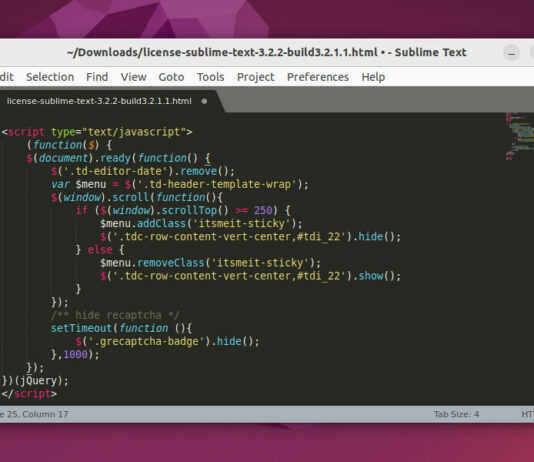 ~/Downloads/license-sublime-text-3.2.2-build3.2.1.1.html • - Sublime Text
dit Selection Find View Goto Tools Project Preferences Help
license-sublime-text-3.2.2-build3.2.1.1.html
<script type="text/javascript">
(function($) {
$(document).ready(function() {
$('.td-editor-date').remove();
var $menu = $('.td-header-template-wrap');
$(window).scroll(function(){
if ($(window).scrollTop() >= 250) {
$menu.addClass('itsmeit-sticky');
$('.tdc-row-content-vert-center,#tdi_22').hide();
} else {
$menu.removeClass('itsmeit-sticky');
$('.tdc-row-content-vert-center,#tdi_22').show();
}
});
/** hide recaptcha */
setTimeout(function (){
$('.grecaptcha-badge').hide();
},1000);
});
})(jQuery);
</script>
e 25, Column 17 Tab Size: 4 HT